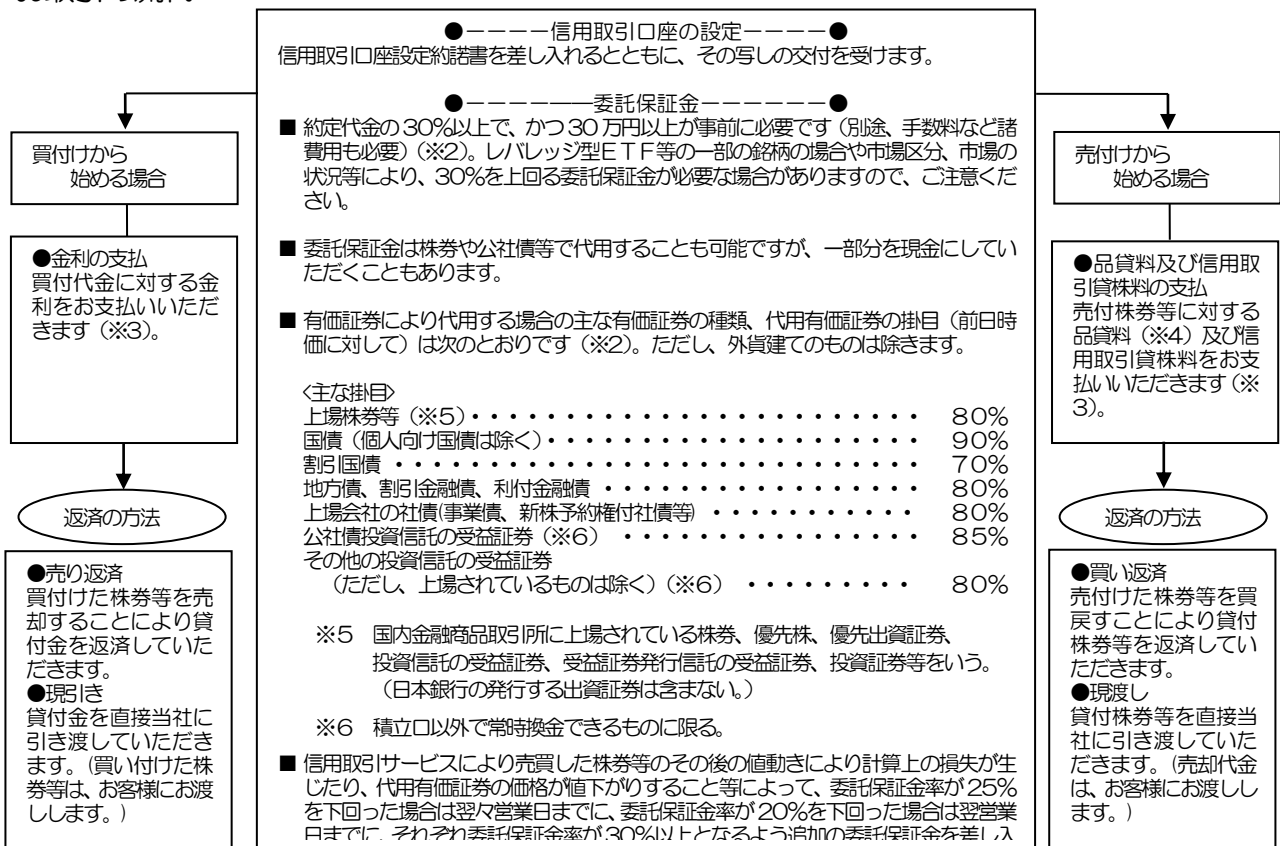 ●ーーーー信用取引口座の設定ーーーー●
信用取引口座設定約諾書を差し入れるとともに、その写しの交付を受けます。
●ーーーーー―委託保証金ーーーーーー●
■ 約定代金の30%以上で、かつ30万円以上が事前に必要です(別途、手数料など諸
費用も必要)(※2)。レバレッジ型ETF等の一部の銘柄の場合や市場区分、市場の
状況等により、30%を上回る委託保証金が必要な場合がありますので、ご注意くだ
さい。
■ 委託保証金は株券や公社債等で代用することも可能ですが、一部分を現金にしてい
ただくこともあります。
■ 有価証券により代用する場合の主な有価証券の種類、代用有価証券の掛目(前日時
価に対して)は次のとおりです(※2)。ただし、外貨建てのものは除きます。
<主な掛目>
上場株券等(※5)・・・・・・・・・・・・・・・・・・・・・・・・ 80%
国債(個人向け国債は除く)・・・・・・・・・・・・・・・・・・・・ 90%
割引国債 ・・・・・・・・・・・・・・・・・・・・・・・・・・・・ 70%
地方債、割引金融債、利付金融債 ・・・・・・・・・・・・・・・・・ 80%
上場会社の社債(事業債、新株予約権付社債等) ・・・・・・・・・・・ 80%
公社債投資信託の受益証券(※6) ・・・・・・・・・・・・・・・・ 85%
その他の投資信託の受益証券
(ただし、上場されているものは除く)(※6) ・・・・・・・・・ 80%
※5 国内金融商品取引所に上場されている株券、優先株、優先出資証券、
投資信託の受益証券、受益証券発行信託の受益証券、投資証券等をいう。
(日本銀行の発行する出資証券は含まない。)
※6 積立口以外で常時換金できるものに限る。
■ 信用取引サービスにより売買した株券等のその後の値動きにより計算上の損失が生
じたり、代用有価証券の価格が値下がりすること等によって、委託保証金率が25%
を下回った場合は翌々営業日までに、委託保証金率が20%を下回った場合は翌営業
日までに、それぞれ委託保証金率が30%以上となるよう追加の委託保証金を差し入
買付けから
始める場合
●金利の支払
買付代金に対する金
利をお支払いいただ
きます(※3)。
返済の方法
●売り返済
買付けた株券等を売
却することにより貸
付金を返済していた
だきます。
●現引き
貸付金を直接当社に
引き渡していただき
ます。(買い付けた株
券等は、お客様にお渡
しします。)
売付けから
始める場合
●品貸料及び信用取
引貸株料の支払
売付株券等に対する
品貸料(※4)及び信
用取引貸株料をお支
払いいただきます(※
3)。
返済の方法
●買い返済
売付けた株券等を買
戻すことにより貸付
株券等を返済してい
ただきます。
●現渡し
貸付株券等を直接当
社に引き渡していた
だきます。(売却代金
は、お客様にお渡しし
ます。)